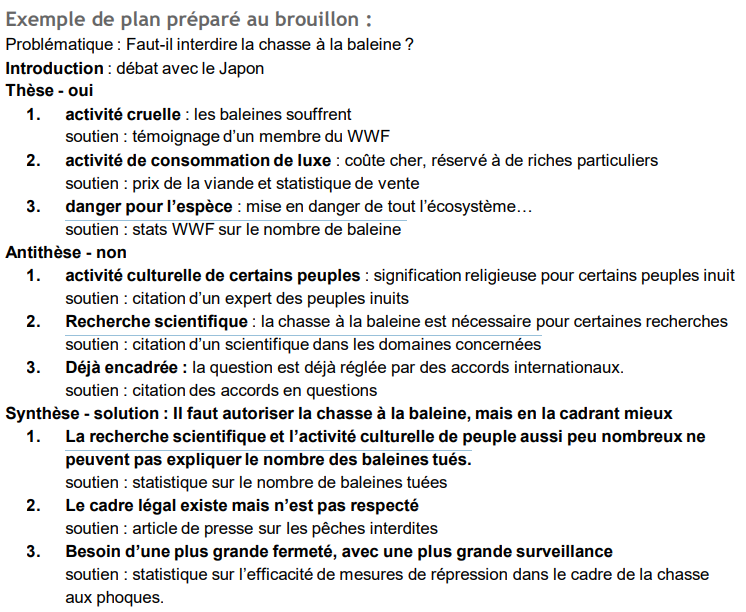 Exemple de plan préparé au brouillon :
Problématique : Faut-il interdire la chasse à la baleine ?
Introduction : débat avec le Japon
Thèse - oui
1. activité cruelle : les baleines souffrent
soutien : témoignage d'un membre du WWF
2. activité de consommation de luxe : coûte cher, réservé à de riches particuliers
soutien : prix de la viande et statistique de vente
3. danger pour l'espèce : mise en danger de tout l'écosystème…
soutien : stats WWF sur le nombre de baleine
Antithèse - non
1. activité culturelle de certains peuples : signification religieuse pour certains peuples inuit
soutien : citation d'un expert des peuples inuits
2. Recherche scientifique : la chasse à la baleine est nécessaire pour certaines recherches
soutien : citation d'un scientifique dans les domaines concernées
3. Déjà encadrée : la question est déjà réglée par des accords internationaux.
soutien : citation des accords en questions
Synthèse - solution : Il faut autoriser la chasse à la baleine, mais en la cadrant mieux
1. La recherche scientifique et l'activité culturelle de peuple aussi peu nombreux ne
peuvent pas expliquer le nombre des baleines tués.
soutien : statistique sur le nombre de baleines tuées
2. Le cadre légal existe mais n'est pas respecté
soutien : article de presse sur les pêches interdites
3. Besoin d'une plus grande fermeté, avec une plus grande surveillance
soutien : statistique sur l'efficacité de mesures de répression dans le cadre de la chasse
aux phoques.